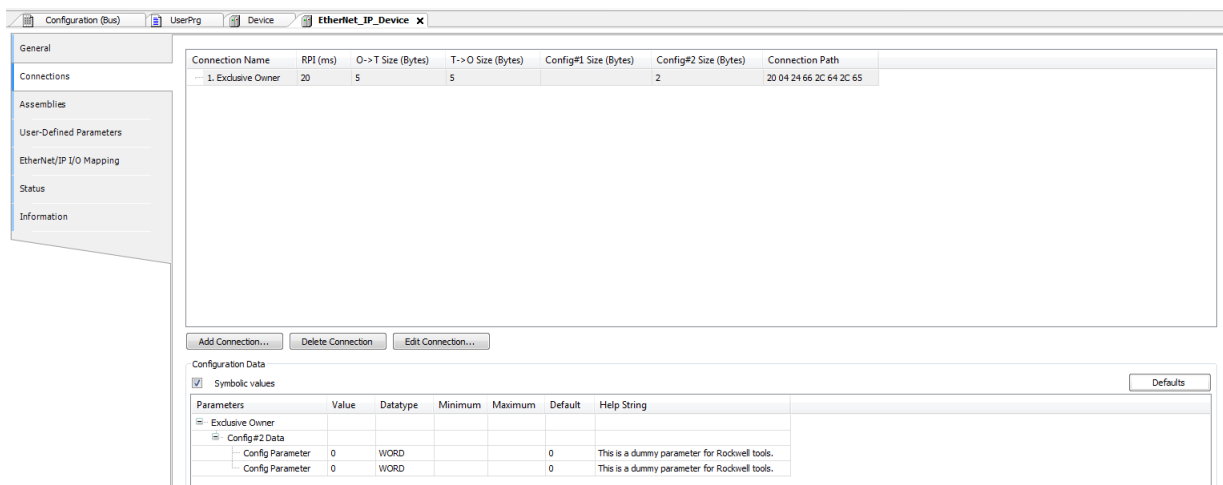 Configuration (Bus) UserPrg Device EtherNet_IP_Device x
General
Connections
Assemblies
User-Defined Parameters
EtherNet/IP I/O Mapping
Status
Information
Connection Name RPI (ms) O->T Size (Bytes) T->O Size (Bytes) Config#1 Size (Bytes) Config#2 Size (Bytes) Connection Path
1. Exclusive Owner 20 5 5 2 20 04 24 66 2C 64 2C 65
Add Connection... Delete Connection Edit Connection...
Configuration Data
Symbolic values Defaults
Parameters Value Datatype Minimum Maximum Default Help String
Exclusive Owner
Config#2 Data
Config Parameter 0 WORD 0 This is a dummy parameter for Rockwell tools.
Config Parameter 0 WORD 0 This is a dummy parameter for Rockwell tools.